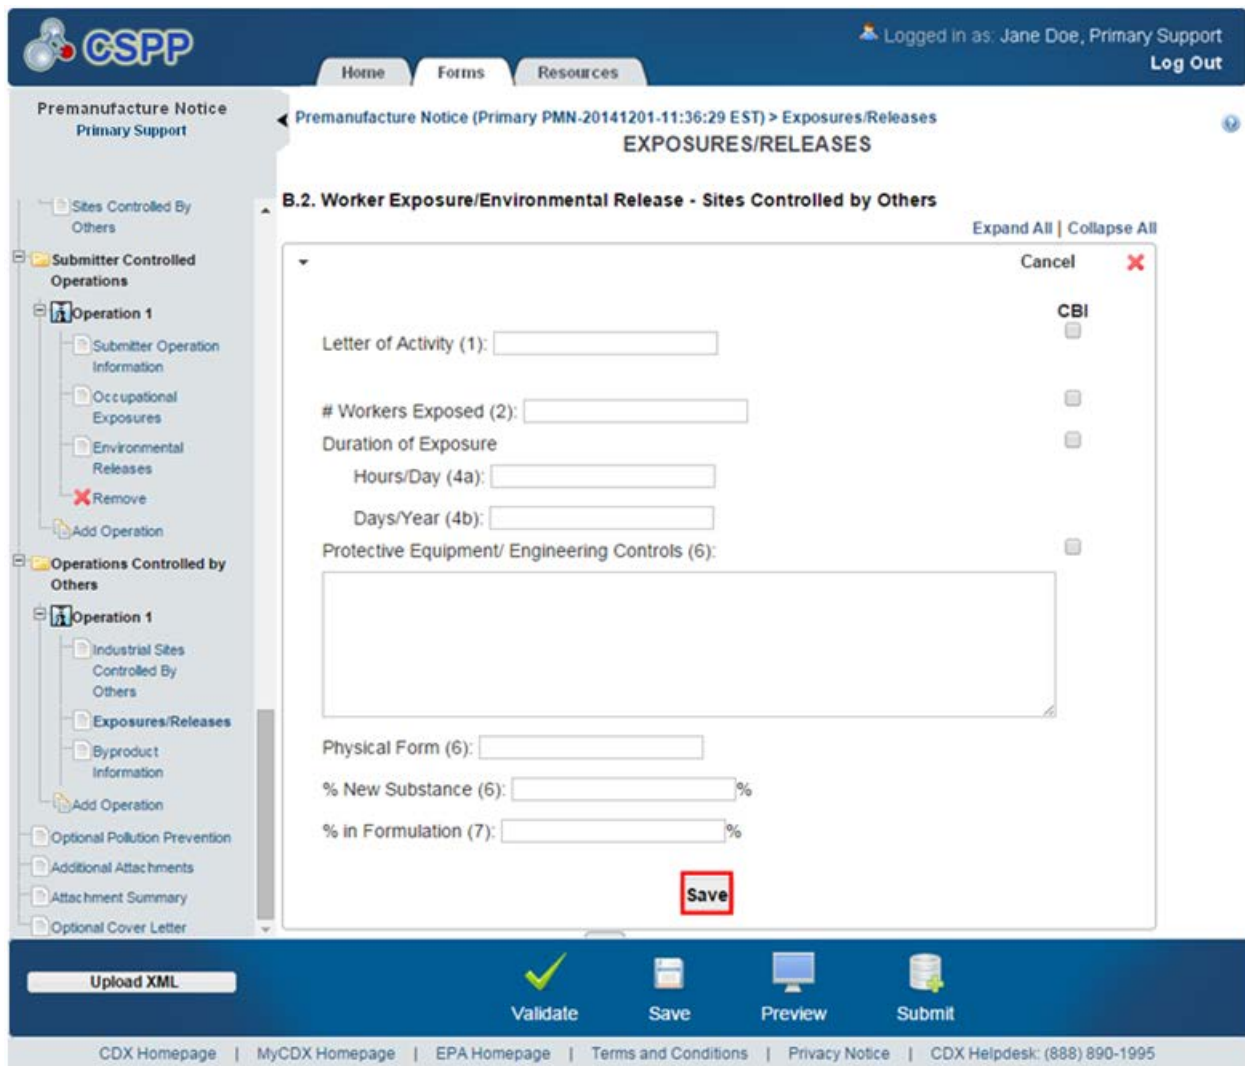 CSPP
Logged in as: Jane Doe, Primary Support
Log Out
Home
Forms
Resources
Premanufacture Notice
Primary Support
Premanufacture Notice (Primary PMN-20141201-11:36:29 EST) > Exposures/Releases
EXPOSURES/RELEASES
Sites Controlled By
Others
Submitter Controlled
Operations
Operation 1
Submitter Operation
Information
Occupational
Exposures
Environmental
Releases
Remove
Add Operation
Operations Controlled by
Others
Operation 1
Industrial Sites
Controlled By
Others
Exposures/Releases
Byproduct
Information
Add Operation
Optional Pollution Prevention
Additional Attachments
Attachment Summary
Optional Cover Letter
B.2. Worker Exposure/Environmental Release - Sites Controlled by Others
Expand All | Collapse All
Cancel
CBI
Letter of Activity (1):
# Workers Exposed (2):
Duration of Exposure
Hours/Day (4a):
Days/Year (4b):
Protective Equipment/ Engineering Controls (6):
Physical Form (6):
% New Substance (6): %
% in Formulation (7): %
Save
Upload XML
Validate
Save
Preview
Submit
CDX Homepage | MyCDX Homepage | EPA Homepage | Terms and Conditions | Privacy Notice | CDX Helpdesk: (888) 890-1995